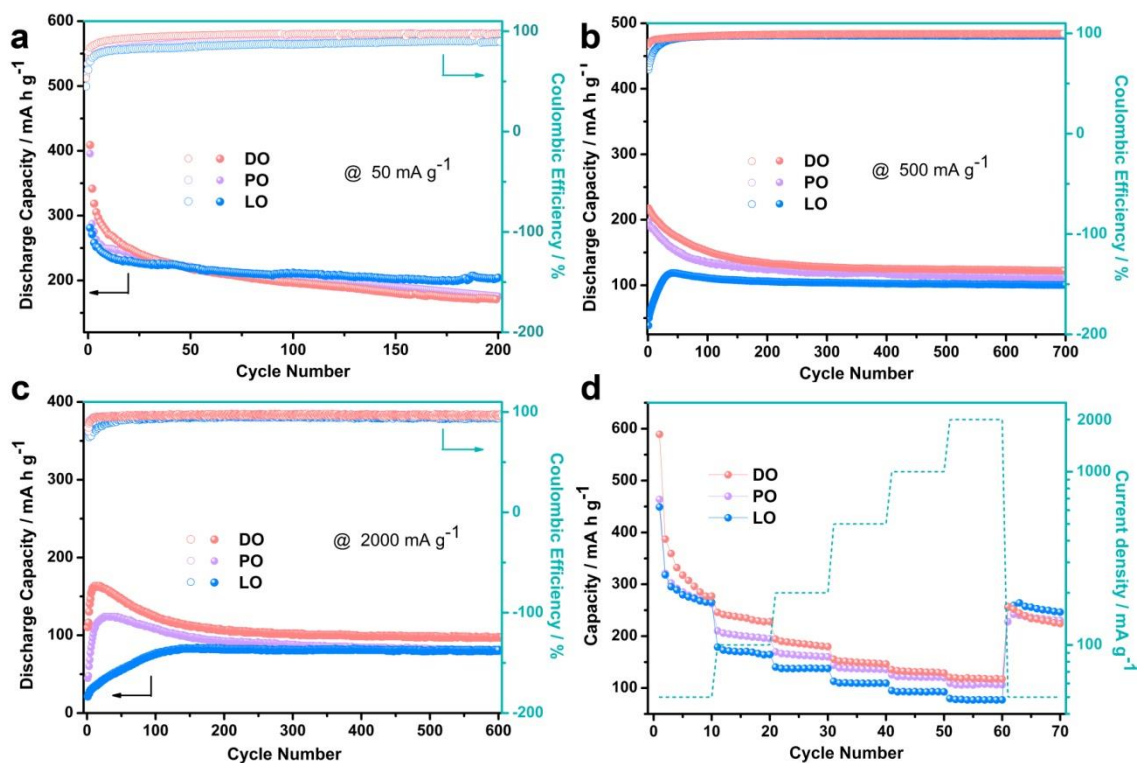 a
600
500
400
300
200
Discharge Capacity / mA h g⁻¹
100
0
-100
-200
Coulombic Efficiency / %
DO
PO
LO
@ 50 mA g⁻¹
0 50 100 150 200
Cycle Number
b
500
400
300
200
100
0
Discharge Capacity / mA h g⁻¹
100
0
-100
-200
Coulombic Efficiency / %
DO
PO
LO
@ 500 mA g⁻¹
0 100 200 300 400 500 600 700
Cycle Number
c
400
350
300
250
200
150
100
50
0
Discharge Capacity / mA h g⁻¹
100
0
-100
-200
Coulombic Efficiency / %
DO
PO
LO
@ 2000 mA g⁻¹
0 100 200 300 400 500 600
Cycle Number
d
600
500
400
300
200
100
Capacity / mA h g⁻¹
2000
1000
100
Current density / mA g⁻¹
DO
PO
LO
0 10 20 30 40 50 60 70
Cycle Number